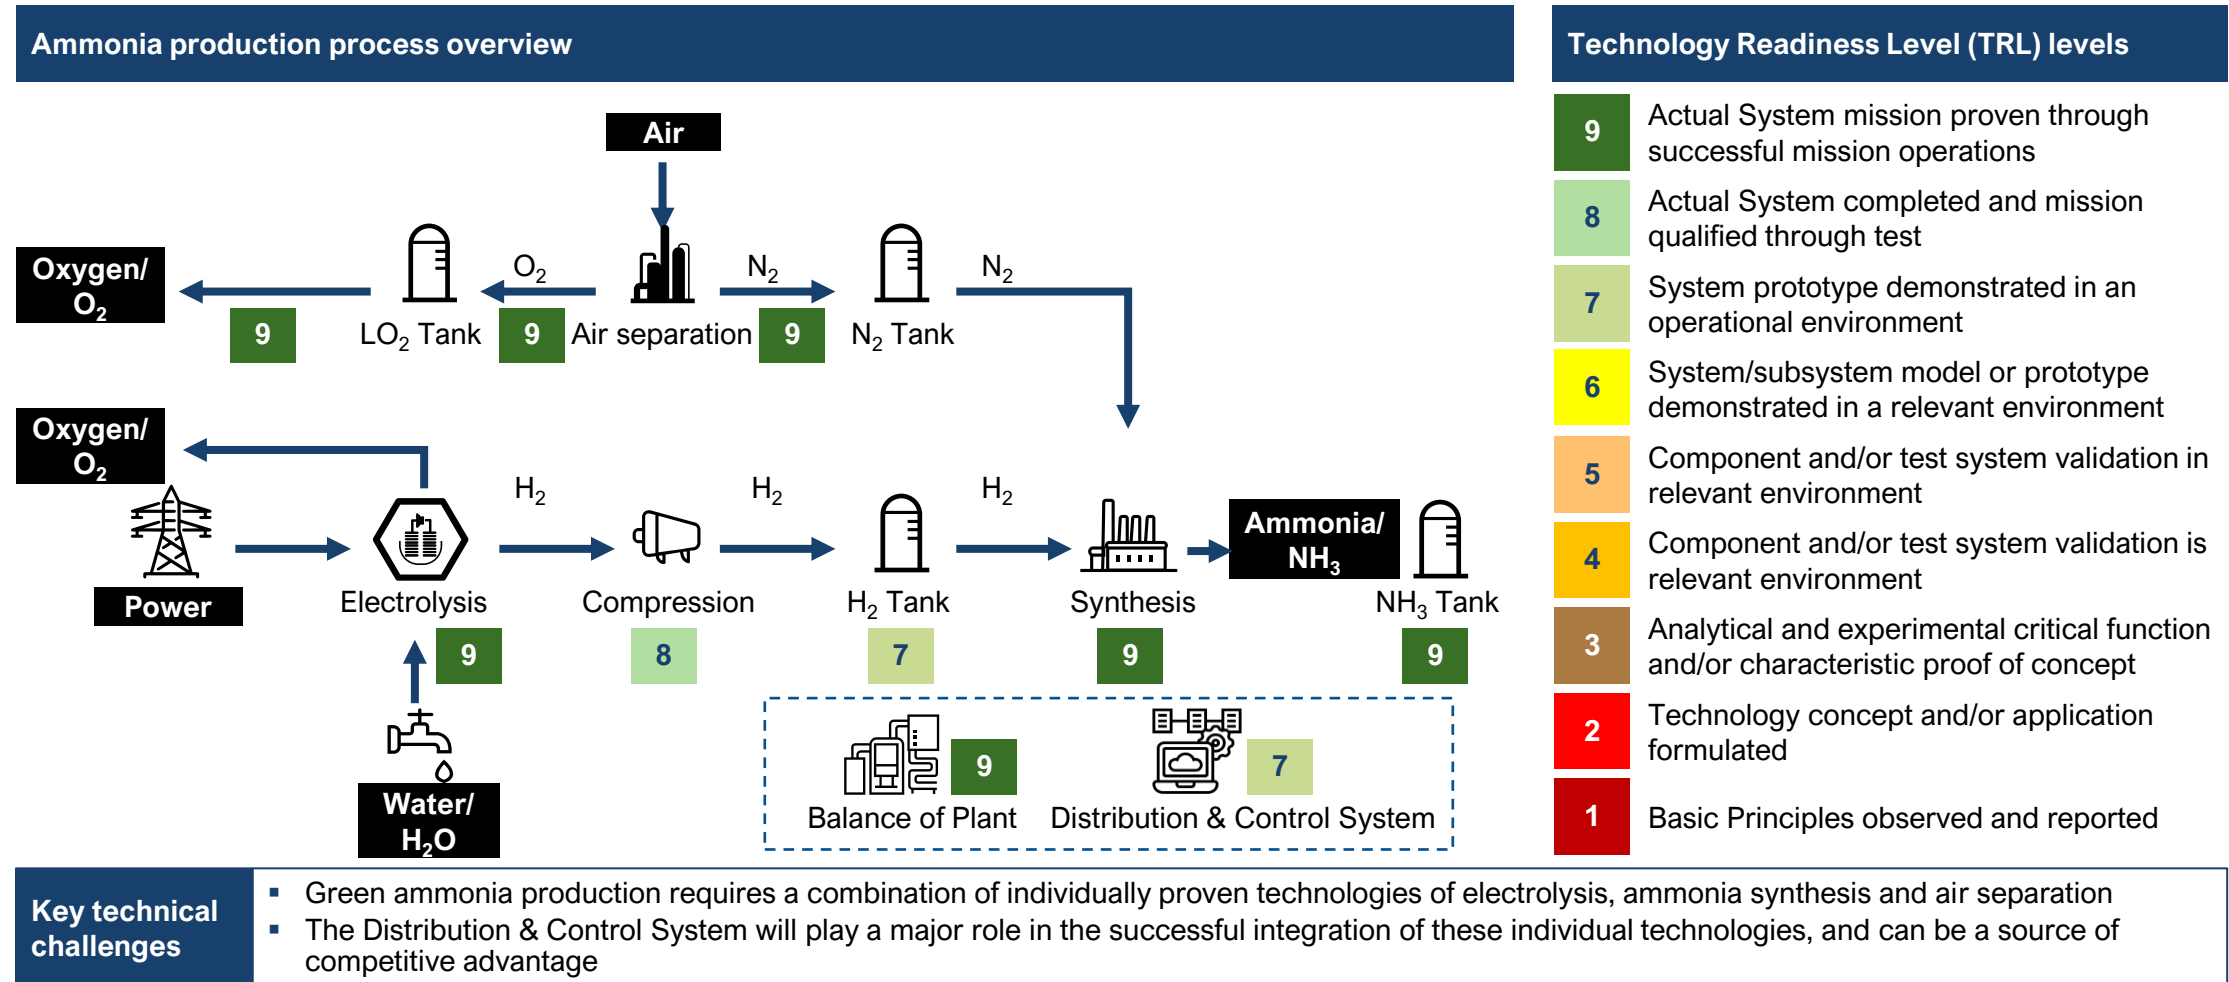 Ammonia production process overview
Air
Oxygen/
O₂
O₂
N₂
N₂
9
LO₂ Tank
9
Air separation
9
N₂ Tank
Oxygen/
O₂
H₂
H₂
H₂
Ammonia/
NH₃
Power
Electrolysis
Compression
H₂ Tank
Synthesis
NH₃ Tank
9
8
7
9
9
Water/
H₂O
9
7
Balance of Plant
Distribution & Control System
Technology Readiness Level (TRL) levels
9
Actual System mission proven through
successful mission operations
8
Actual System completed and mission
qualified through test
7
System prototype demonstrated in an
operational environment
6
System/subsystem model or prototype
demonstrated in a relevant environment
5
Component and/or test system validation in
relevant environment
4
Component and/or test system validation is
relevant environment
3
Analytical and experimental critical function
and/or characteristic proof of concept
2
Technology concept and/or application
formulated
1
Basic Principles observed and reported
Key technical
challenges
▪ Green ammonia production requires a combination of individually proven technologies of electrolysis, ammonia synthesis and air separation
▪ The Distribution & Control System will play a major role in the successful integration of these individual technologies, and can be a source of
competitive advantage